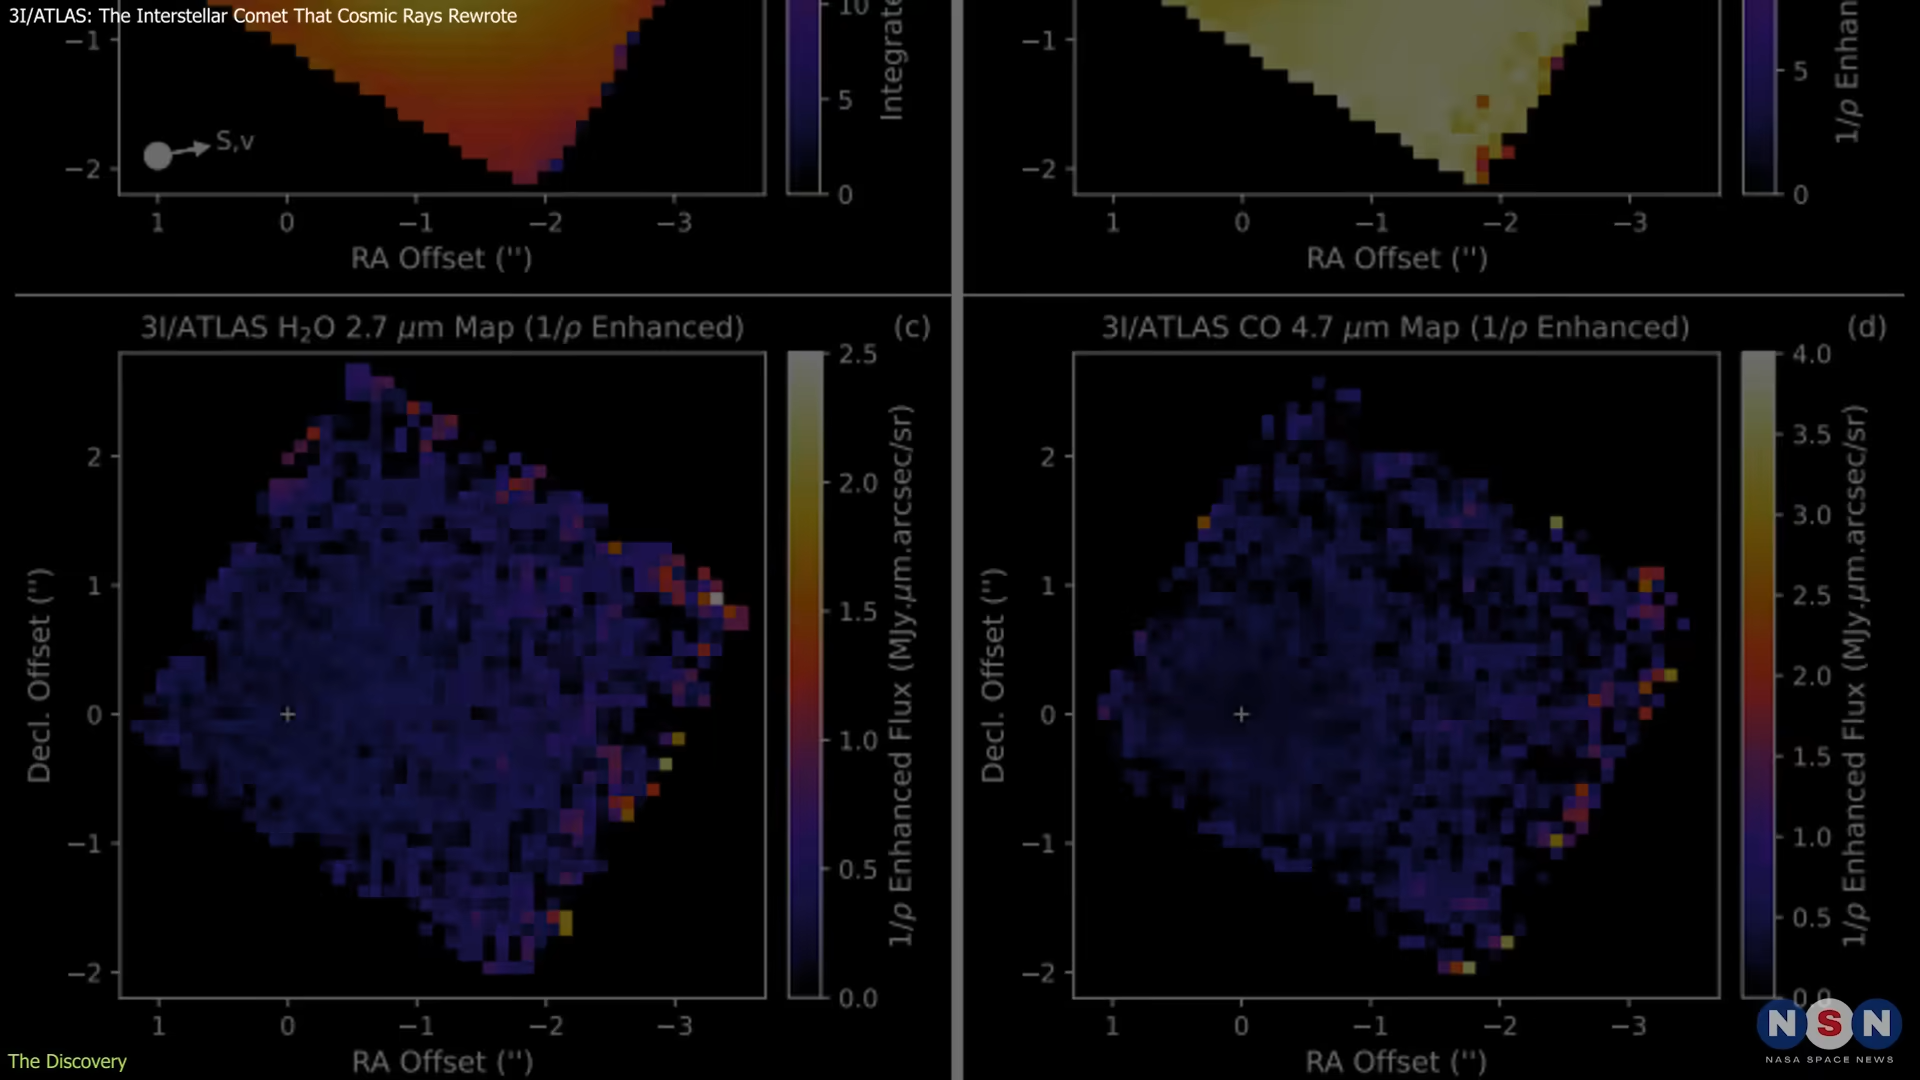 3I/ATLAS: The Interstellar Comet That Cosmic Rays Rewrote
−1
−2
S,v
1 0 −1 −2 −3
RA Offset ('')
10
5
0
Integrate
−1
−2
1 0 −1 −2 −3
RA Offset ('')
5
0
1/ρ Enhan
3I/ATLAS H₂O 2.7 μm Map (1/ρ Enhanced)
(c)
2
1
0
−1
−2
Decl. Offset ('')
1 0 −1 −2 −3
RA Offset ('')
2.5
2.0
1.5
1.0
0.5
0.0
1/ρ Enhanced Flux (MJy.μm.arcsec/sr)
3I/ATLAS CO 4.7 μm Map (1/ρ Enhanced)
(d)
2
1
0
−1
−2
Decl. Offset ('')
1 0 −1 −2 −3
RA Offset ('')
4.0
3.5
3.0
2.5
2.0
1.5
1.0
0.5
1/ρ Enhanced Flux (MJy.μm.arcsec/sr)
The Discovery
NSN
NASA SPACE NEWS